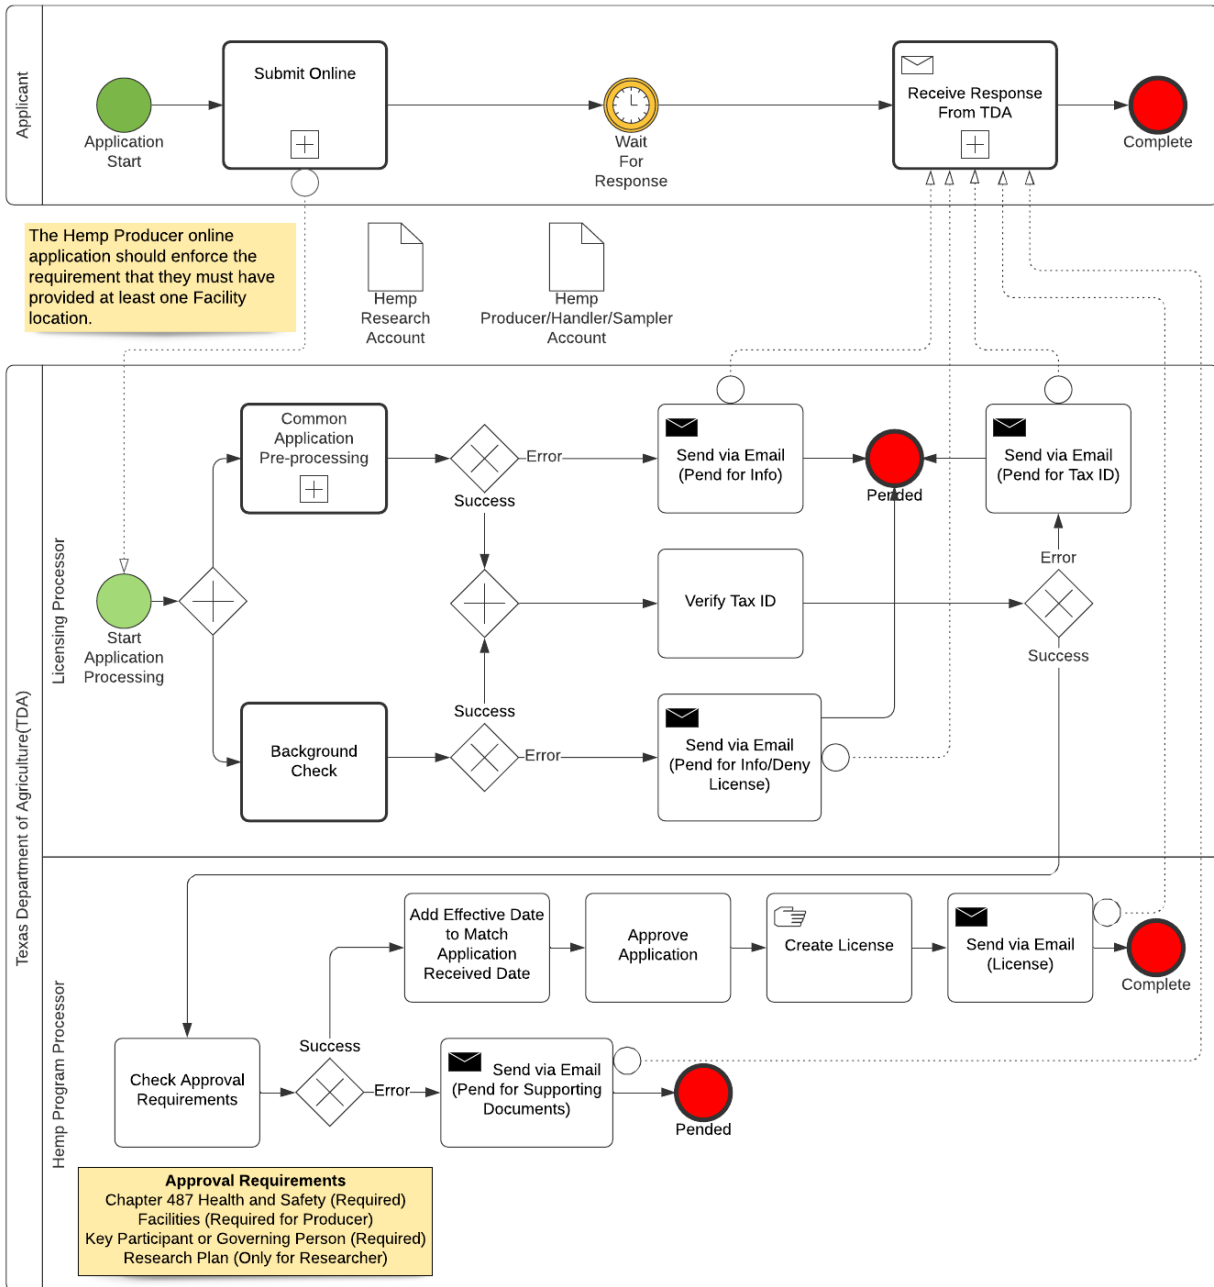 Applicant
Application
Start
Submit Online
Wait
For
Response
Receive Response
From TDA
Complete
The Hemp Producer online
application should enforce the
requirement that they must have
provided at least one Facility
location.
Hemp
Research
Account
Hemp
Producer/Handler/Sampler
Account
Texas Department of Agriculture(TDA)
Licensing Processor
Start
Application
Processing
Common
Application
Pre-processing
Error
Success
Send via Email
(Pend for Info)
Pended
Send via Email
(Pend for Tax ID)
Error
Verify Tax ID
Success
Background
Check
Success
Error
Send via Email
(Pend for Info/Deny
License)
Hemp Program Processor
Add Effective Date
to Match
Application
Received Date
Approve
Application
Create License
Send via Email
(License)
Complete
Check Approval
Requirements
Success
Error
Send via Email
(Pend for Supporting
Documents)
Pended
Approval Requirements
Chapter 487 Health and Safety (Required)
Facilities (Required for Producer)
Key Participant or Governing Person (Required)
Research Plan (Only for Researcher)